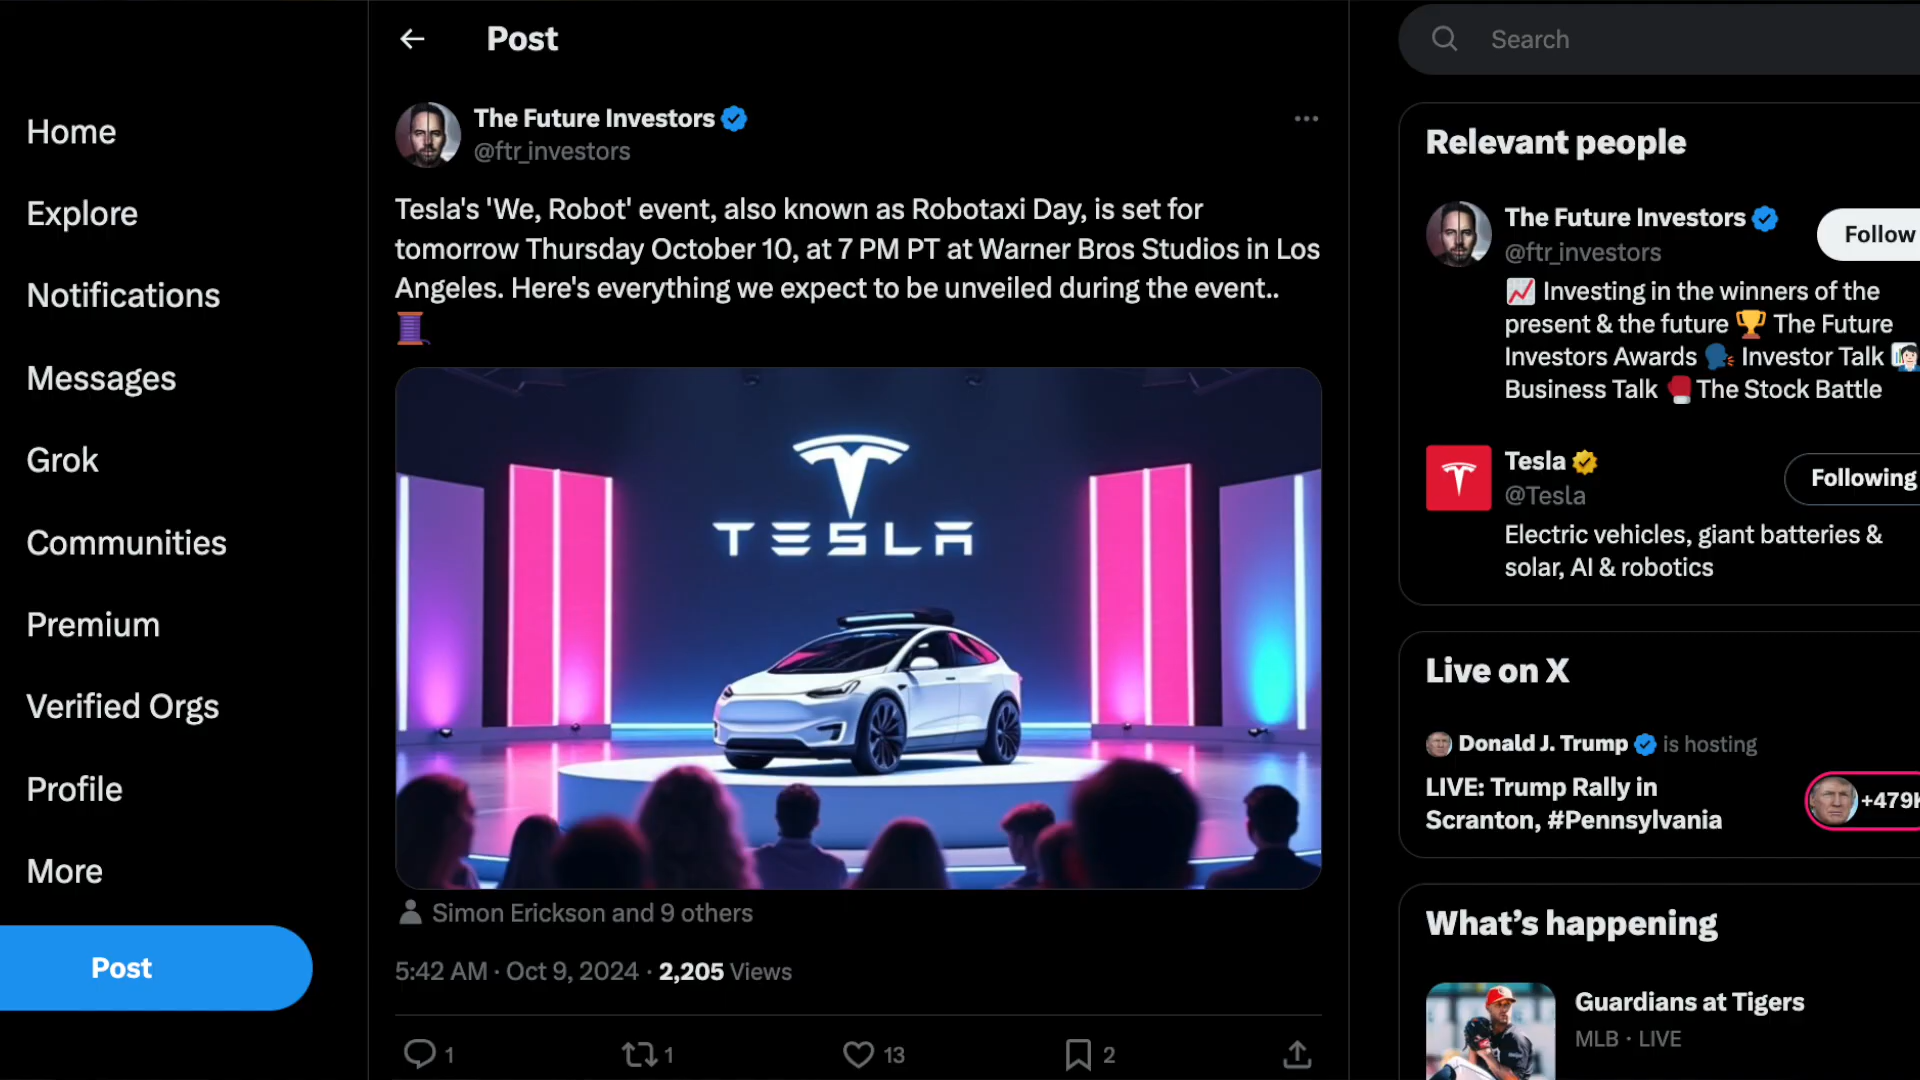 Home
Explore
Notifications
Messages
Grok
Communities
Premium
Verified Orgs
Profile
More
Post
Post
The Future Investors
@ftr_investors
Tesla's 'We, Robot' event, also known as Robotaxi Day, is set for
tomorrow Thursday October 10, at 7 PM PT at Warner Bros Studios in Los
Angeles. Here's everything we expect to be unveiled during the event..
🧵
TESLA
Simon Erickson and 9 others
5:42 AM · Oct 9, 2024 · 2,205 Views
1
1
13
2
Search
Relevant people
The Future Investors
@ftr_investors
Follow
📈 Investing in the winners of the
present & the future 🏆 The Future
Investors Awards 🗣️ Investor Talk 👨🏻‍💼
Business Talk 🥊 The Stock Battle
Tesla
@Tesla
Following
Electric vehicles, giant batteries &
solar, AI & robotics
Live on X
Donald J. Trump is hosting
LIVE: Trump Rally in
Scranton, #Pennsylvania
+479K
What's happening
Guardians at Tigers
MLB · LIVE